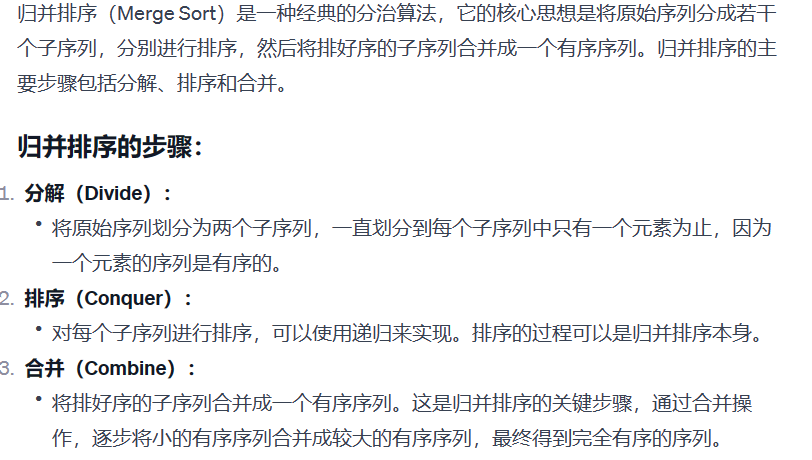 归并排序（Merge Sort）是一种经典的分治算法，它的核心思想是将原始序列分成若干
个子序列，分别进行排序，然后将排好序的子序列合并成一个有序序列。归并排序的主
要步骤包括分解、排序和合并。
归并排序的步骤：
1. 分解（Divide）：
• 将原始序列划分为两个子序列，一直划分到每个子序列中只有一个元素为止，因为
一个元素的序列是有序的。
2. 排序（Conquer）：
• 对每个子序列进行排序，可以使用递归来实现。排序的过程可以是归并排序本身。
3. 合并（Combine）：
• 将排好序的子序列合并成一个有序序列。这是归并排序的关键步骤，通过合并操
作，逐步将小的有序序列合并成较大的有序序列，最终得到完全有序的序列。